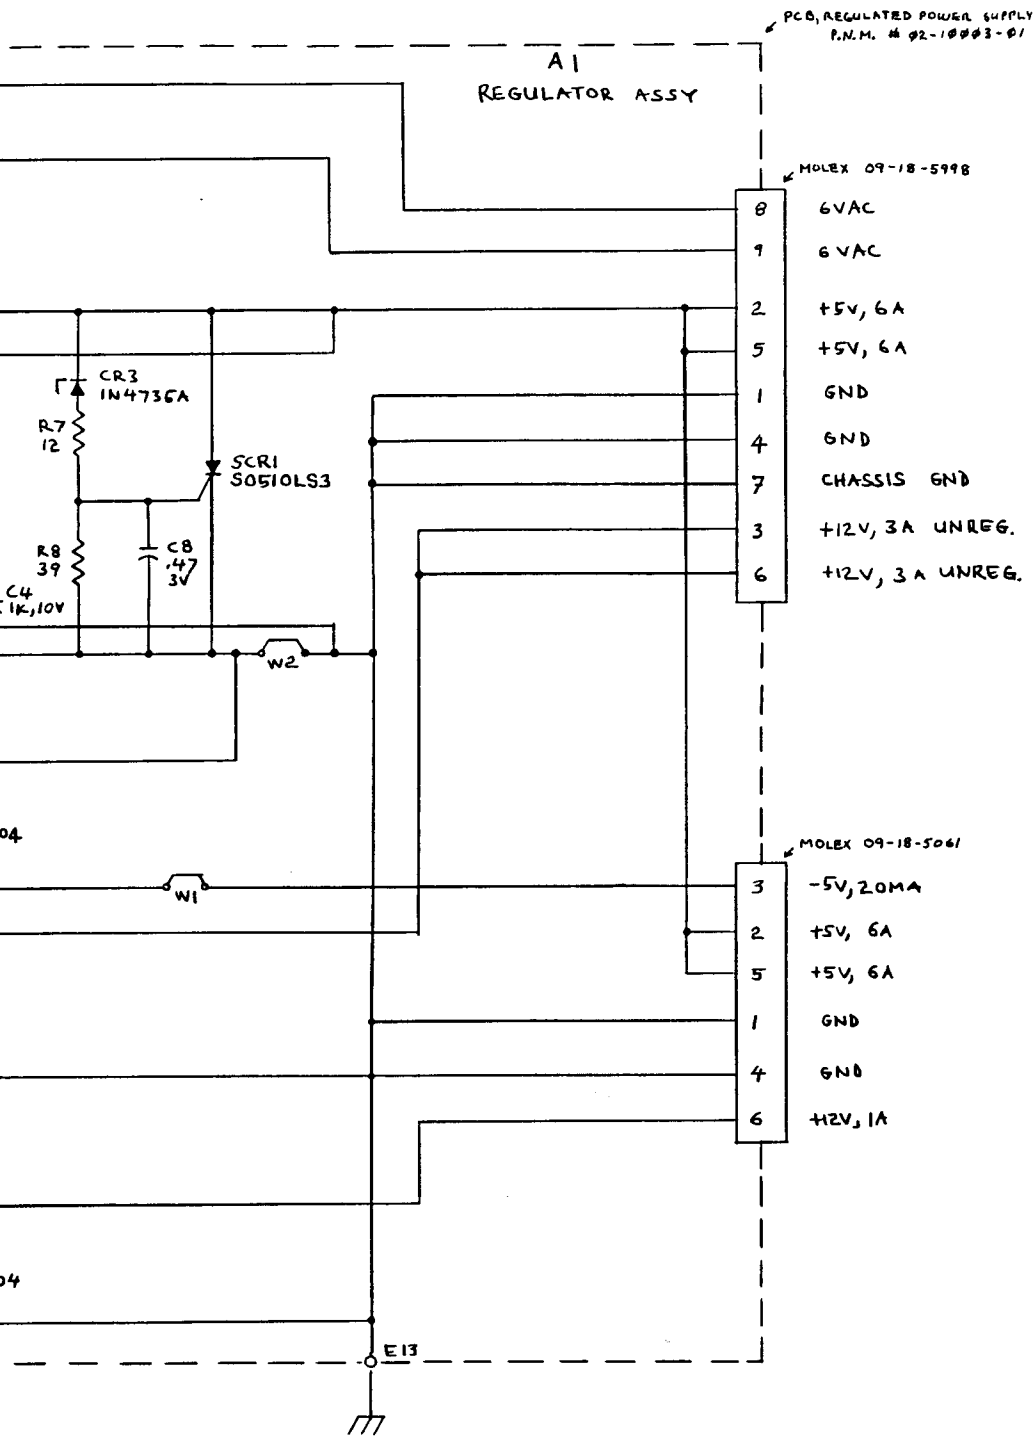 PCB, REGULATED POWER SUPPLY
P.N.M. # 02-10003-01
A1
REGULATOR ASSY
MOLEX 09-18-5998
8 6VAC
9 6VAC
2 +5V, 6A
5 +5V, 6A
1 GND
4 GND
7 CHASSIS GND
3 +12V, 3A UNREG.
6 +12V, 3A UNREG.
CR3
1N4736A
R7
12
SCR1
S0510LS3
R8
39
C8
.47
3V
C4
1K, 10V
W2
04
MOLEX 09-18-5061
W1
3 -5V, 20MA
2 +5V, 6A
5 +5V, 6A
1 GND
4 GND
6 +12V, 1A
04
E13